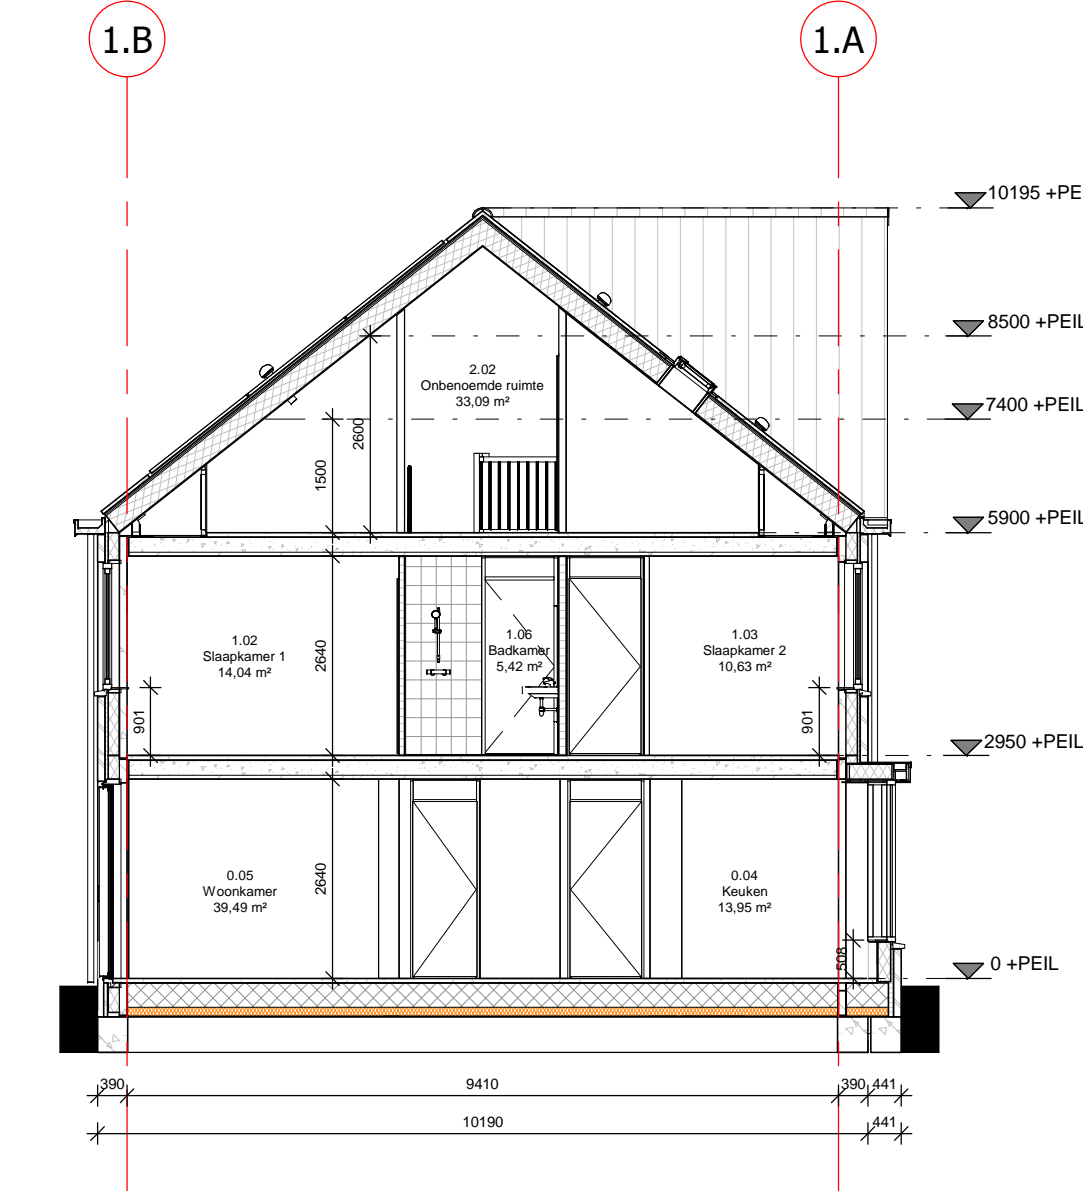 1.B
1.A
10195 +PE
8500 +PEIL
2.02
Onbenoemde ruimte
33,09 m²
7400 +PEIL
2600
1500
5900 +PEIL
1.02
Slaapkamer 1
14,04 m²
2640
1.06
Badkamer
5,42 m²
1.03
Slaapkamer 2
10,63 m²
901
901
2950 +PEIL
0.05
Woonkamer
39,49 m²
2640
0.04
Keuken
13,95 m²
508
0 +PEIL
390
9410
390
441
10190
441